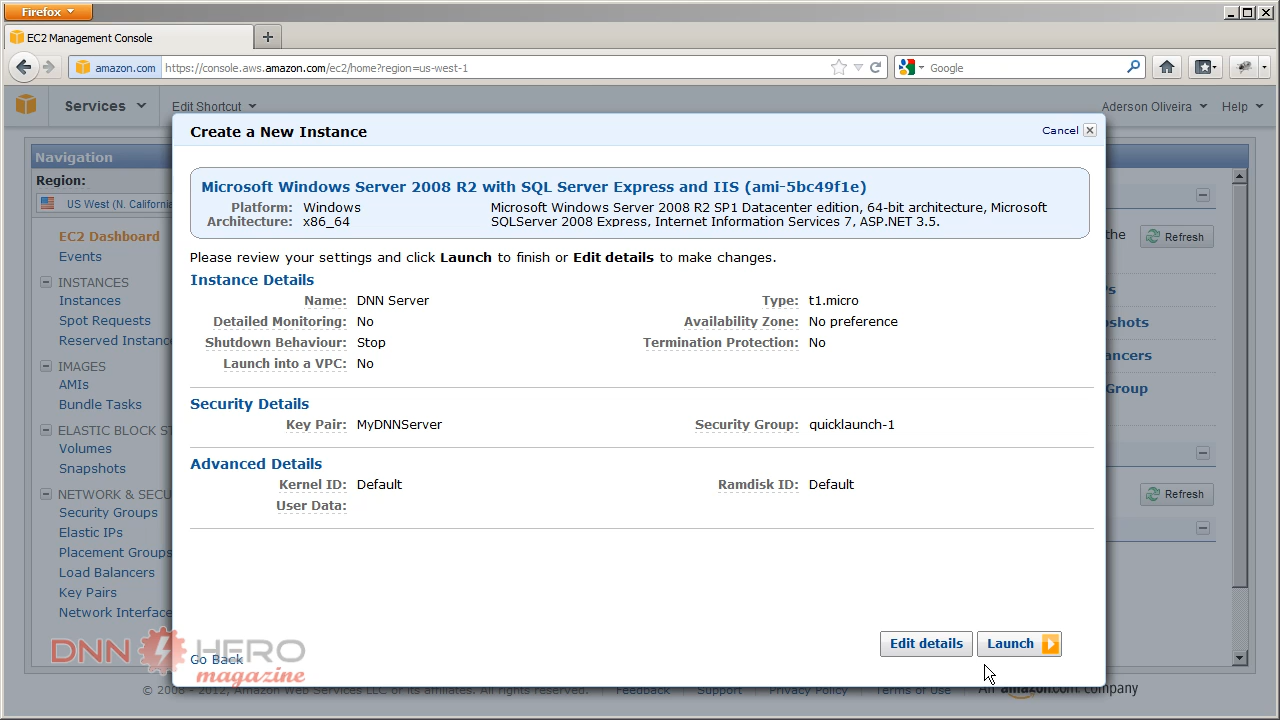 Firefox
EC2 Management Console
amazon.com https://console.aws.amazon.com/ec2/home?region=us-west-1
Google
Services Edit Shortcut Aderson Oliveira Help
Create a New Instance Cancel
Navigation
Region:
US West (N. California
EC2 Dashboard
Events
INSTANCES
Instances
Spot Requests
Reserved Instanc
IMAGES
AMIs
Bundle Tasks
ELASTIC BLOCK ST
Volumes
Snapshots
NETWORK & SECU
Security Groups
Elastic IPs
Placement Groups
Load Balancers
Key Pairs
Network Interface
Microsoft Windows Server 2008 R2 with SQL Server Express and IIS (ami-5bc49f1e)
Platform: Windows
Architecture: x86_64
Microsoft Windows Server 2008 R2 SP1 Datacenter edition, 64-bit architecture, Microsoft
SQLServer 2008 Express, Internet Information Services 7, ASP.NET 3.5.
Please review your settings and click Launch to finish or Edit details to make changes.
Instance Details
Name: DNN Server Type: t1.micro
Detailed Monitoring: No Availability Zone: No preference
Shutdown Behaviour: Stop Termination Protection: No
Launch into a VPC: No
Security Details
Key Pair: MyDNNServer Security Group: quicklaunch-1
Advanced Details
Kernel ID: Default Ramdisk ID: Default
User Data:
Edit details Launch
Go Back
the Refresh
Ps
pshots
ancers
Group
Refresh
DNN HERO
magazine
© 2008 - 2012, Amazon Web Services LLC or its affiliates. All rights reserved. Feedback Support Privacy Policy Terms of Use An amazon.com company